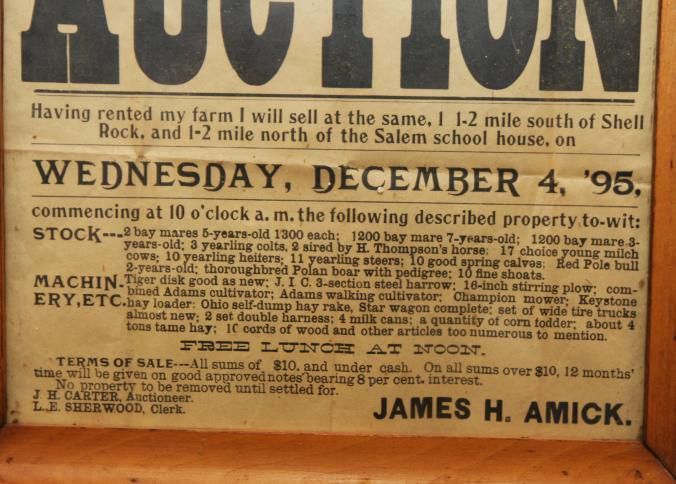 AUCTION
Having rented my farm I will sell at the same, 1 1-2 mile south of Shell
Rock, and 1-2 mile north of the Salem school house, on
WEDNESDAY, DECEMBER 4, '95,
commencing at 10 o'clock a. m. the following described property to-wit:
STOCK---2 bay mares 5-years-old 1300 each; 1200 bay mare 7-years-old; 1200 bay mare 3-
years-old; 3 yearling colts, 2 sired by H. Thompson's horse; 17 choice young milch
cows; 10 yearling heifers; 11 yearling steers; 10 good spring calves; Red Pole bull
2-years-old; thoroughbred Polan boar with pedigree; 10 fine shoats.
MACHIN- Tiger disk good as new; J. I C. 3-section steel harrow; 16-inch stirring plow; com-
bined Adams cultivator; Adams walking cultivator; Champion mower; Keystone
ERY, ETC. hay loader; Ohio self-dump hay rake, Star wagon complete; set of wide tire trucks
almost new; 2 set double harness; 4 milk cans; a quantity of corn fodder; about 4
tons tame hay; 10 cords of wood and other articles too numerous to mention.
FREE LUNCH AT NOON.
TERMS OF SALE---All sums of $10. and under cash. On all sums over $10, 12 months'
time will be given on good approved notes bearing 8 per cent. interest.
No property to be removed until settled for.
J H. CARTER, Auctioneer.
L. E. SHERWOOD, Clerk.
JAMES H. AMICK.